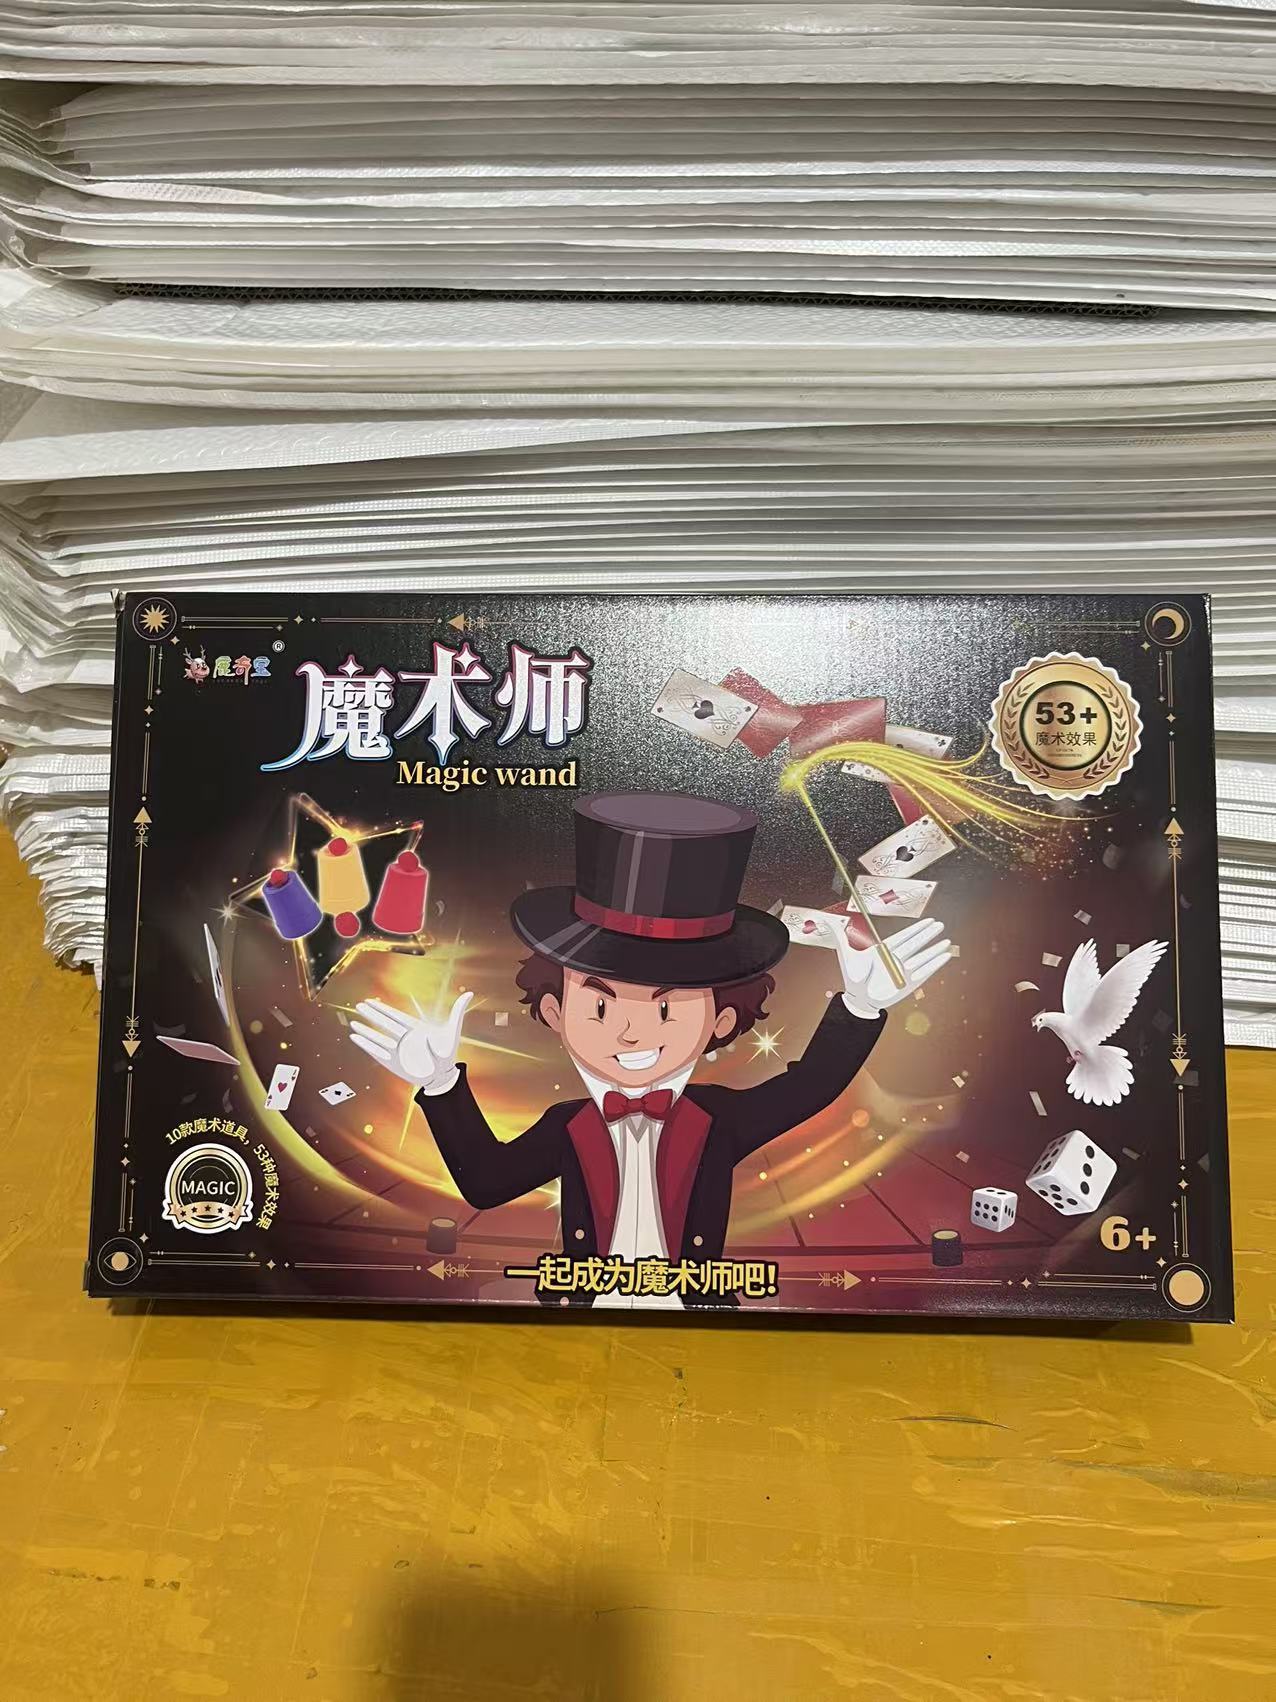 鹿奇星®
魔术师
Magic wand
53+
魔术效果
10款魔术道具，53种魔术效果
MAGIC
6+
一起成为魔术师吧!